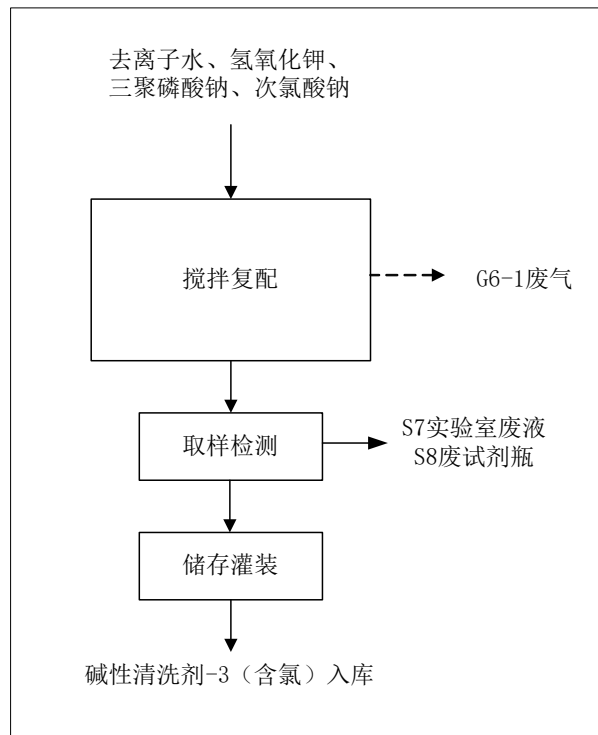 去离子水、氢氧化钾、
三聚磷酸钠、次氯酸钠
搅拌复配
G6-1废气
取样检测
S7实验室废液
S8废试剂瓶
储存灌装
碱性清洗剂-3（含氯）入库